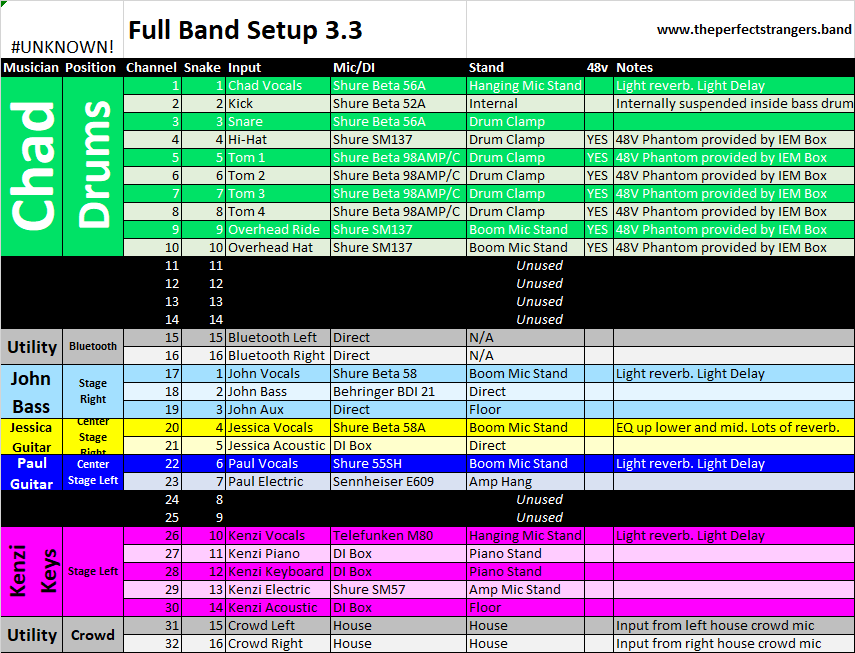 #UNKNOWN! Full Band Setup 3.3 www.theperfectstrangers.band
Musician Position Channel Snake Input Mic/DI Stand 48v Notes
Chad Drums
1 1 Chad Vocals Shure Beta 56A Hanging Mic Stand Light reverb. Light Delay
2 2 Kick Shure Beta 52A Internal Internally suspended inside bass drum
3 3 Snare Shure Beta 56A Drum Clamp
4 4 Hi-Hat Shure SM137 Drum Clamp YES 48V Phantom provided by IEM Box
5 5 Tom 1 Shure Beta 98AMP/C Drum Clamp YES 48V Phantom provided by IEM Box
6 6 Tom 2 Shure Beta 98AMP/C Drum Clamp YES 48V Phantom provided by IEM Box
7 7 Tom 3 Shure Beta 98AMP/C Drum Clamp YES 48V Phantom provided by IEM Box
8 8 Tom 4 Shure Beta 98AMP/C Drum Clamp YES 48V Phantom provided by IEM Box
9 9 Overhead Ride Shure SM137 Boom Mic Stand YES 48V Phantom provided by IEM Box
10 10 Overhead Hat Shure SM137 Boom Mic Stand YES 48V Phantom provided by IEM Box
11 11 Unused
12 12 Unused
13 13 Unused
14 14 Unused
Utility Bluetooth
15 15 Bluetooth Left Direct N/A
16 16 Bluetooth Right Direct N/A
John Bass Stage Right
17 1 John Vocals Shure Beta 58 Boom Mic Stand Light reverb. Light Delay
18 2 John Bass Behringer BDI 21 Direct
19 3 John Aux Direct Floor
Jessica Guitar Center Stage Right
20 4 Jessica Vocals Shure Beta 58A Boom Mic Stand EQ up lower and mid. Lots of reverb.
21 5 Jessica Acoustic DI Box Direct
Paul Guitar Center Stage Left
22 6 Paul Vocals Shure 55SH Boom Mic Stand Light reverb. Light Delay
23 7 Paul Electric Sennheiser E609 Amp Hang
24 8 Unused
25 9 Unused
Kenzi Keys Stage Left
26 10 Kenzi Vocals Telefunken M80 Hanging Mic Stand Light reverb. Light Delay
27 11 Kenzi Piano DI Box Piano Stand
28 12 Kenzi Keyboard DI Box Piano Stand
29 13 Kenzi Electric Shure SM57 Amp Mic Stand
30 14 Kenzi Acoustic DI Box Floor
Utility Crowd
31 15 Crowd Left House House Input from left house crowd mic
32 16 Crowd Right House House Input from right house crowd mic